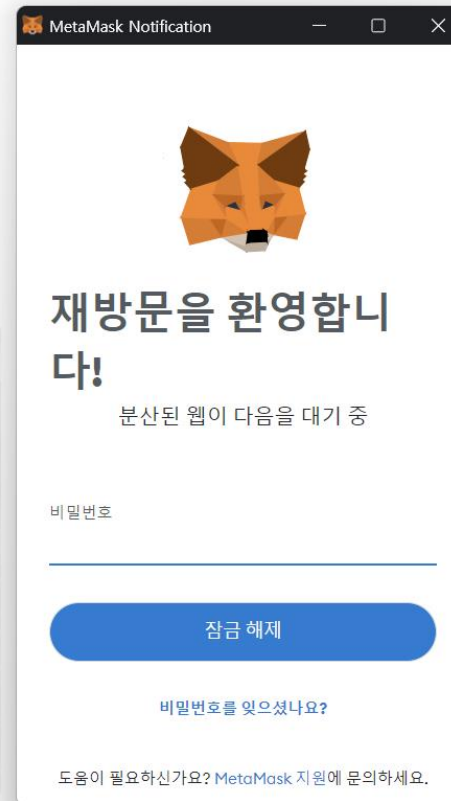 MetaMask Notification
재방문을 환영합니
다!
분산된 웹이 다음을 대기 중
비밀번호
잠금 해제
비밀번호를 잊으셨나요?
도움이 필요하신가요? MetaMask 지원에 문의하세요.